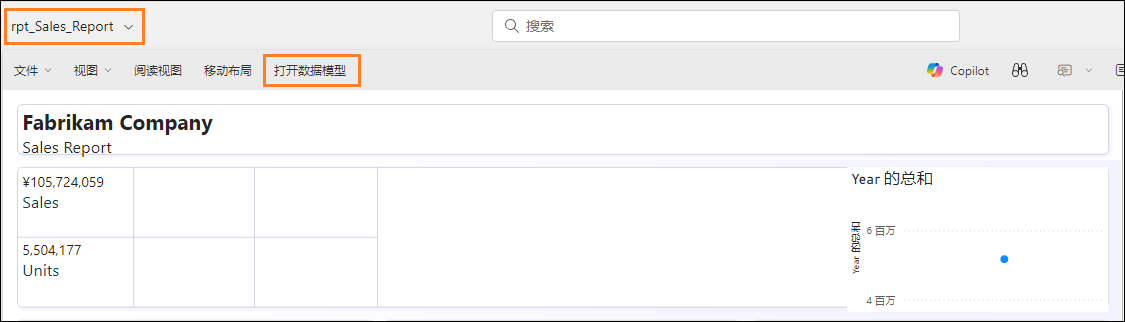 rpt_Sales_Report
搜索
文件 视图 阅读视图 移动布局 打开数据模型 Copilot
Fabrikam Company
Sales Report
¥105,724,059
Sales
5,504,177
Units
Year 的总和
Year 的总和
6 百万
4 百万